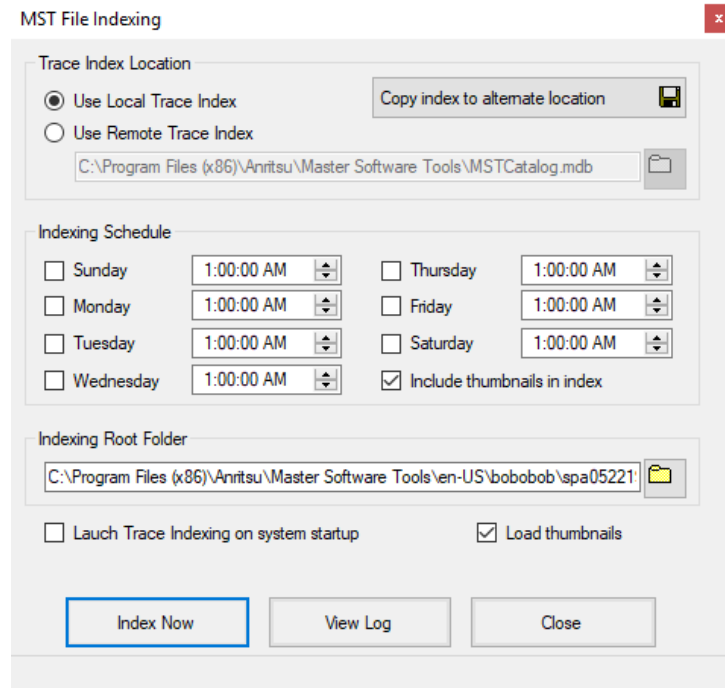 MST File Indexing
x
Trace Index Location
Use Local Trace Index
Copy index to alternate location
Use Remote Trace Index
C:\Program Files (x86)\Anritsu\Master Software Tools\MSTCatalog.mdb
Indexing Schedule
Sunday 1:00:00 AM Thursday 1:00:00 AM
Monday 1:00:00 AM Friday 1:00:00 AM
Tuesday 1:00:00 AM Saturday 1:00:00 AM
Wednesday 1:00:00 AM Include thumbnails in index
Indexing Root Folder
C:\Program Files (x86)\Anritsu\Master Software Tools\en-US\bobobob\spa05221
Lauch Trace Indexing on system startup Load thumbnails
Index Now View Log Close